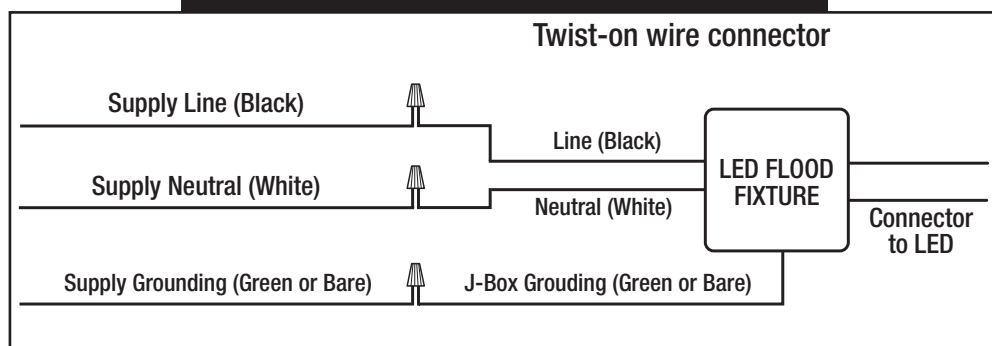 Twist-on wire connector
Supply Line (Black)
Line (Black)
Supply Neutral (White)
Neutral (White)
LED FLOOD
FIXTURE
Connector
to LED
Supply Grounding (Green or Bare)
J-Box Grouding (Green or Bare)